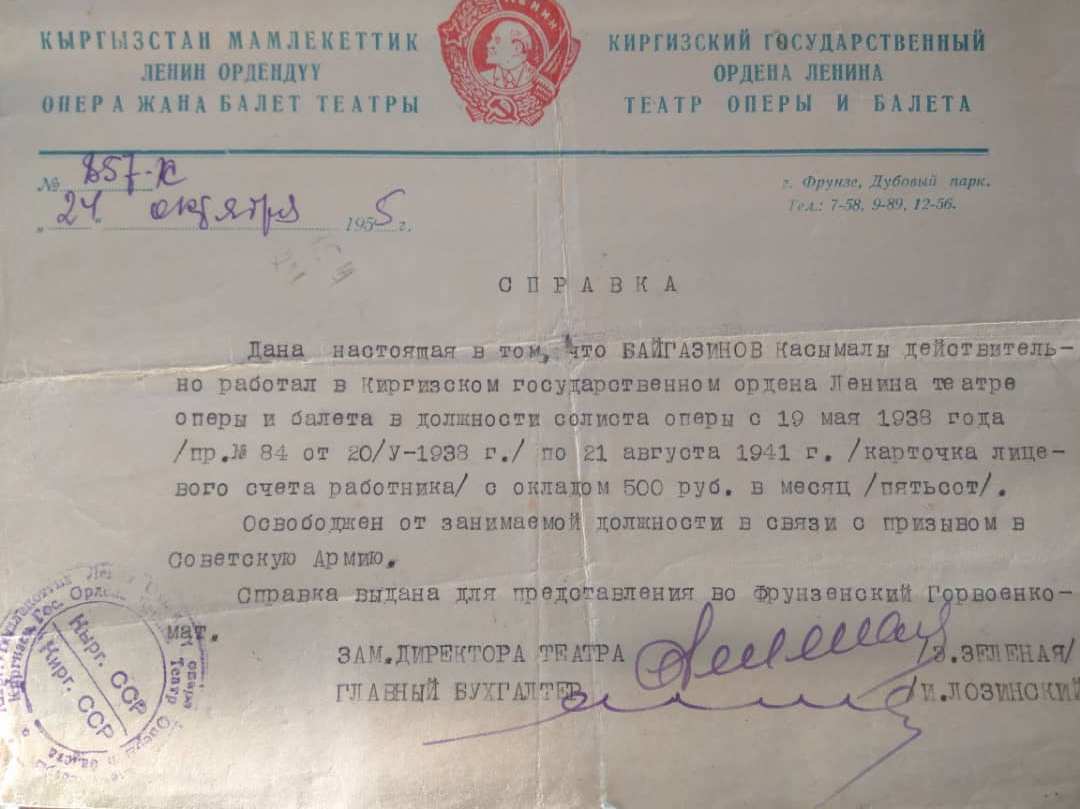 КЫРГЫЗСТАН МАМЛЕКЕТТИК
ЛЕНИН ОРДЕНДҮҮ
ОПЕРА ЖАНА БАЛЕТ ТЕАТРЫ
ЛЕНИН
КИРГИЗСКИЙ ГОСУДАРСТВЕННЫЙ
ОРДЕНА ЛЕНИНА
ТЕАТР ОПЕРЫ И БАЛЕТА
№ 857-к
„24" октября 1955 г.
г. Фрунзе, Дубовый парк.
Тел.: 7-58, 9-89, 12-56.
СПРАВКА
Дана настоящая в том, что БАЙГАЗИНОВ Касымалы действитель-
но работал в Киргизском государственном ордена Ленина театре
оперы и балета в должности солиста оперы с 19 мая 1938 года
/пр.№ 84 от 20/У-1938 г./ по 21 августа 1941 г. /карточка лице-
вого счета работника/ с окладом 500 руб. в месяц /пятьсот/.
Освобожден от занимаемой должности в связи с призывом в
Советскую Армию.
Справка выдана для представления во Фрунзенский Горвоенко-
мат.
ЗАМ.ДИРЕКТОРА ТЕАТРА /З.ЗЕЛЕНАЯ/
ГЛАВНЫЙ БУХГАЛТЕР /И.ЛОЗИНСКИЙ
Кырг. ССР
Кирг. ССР